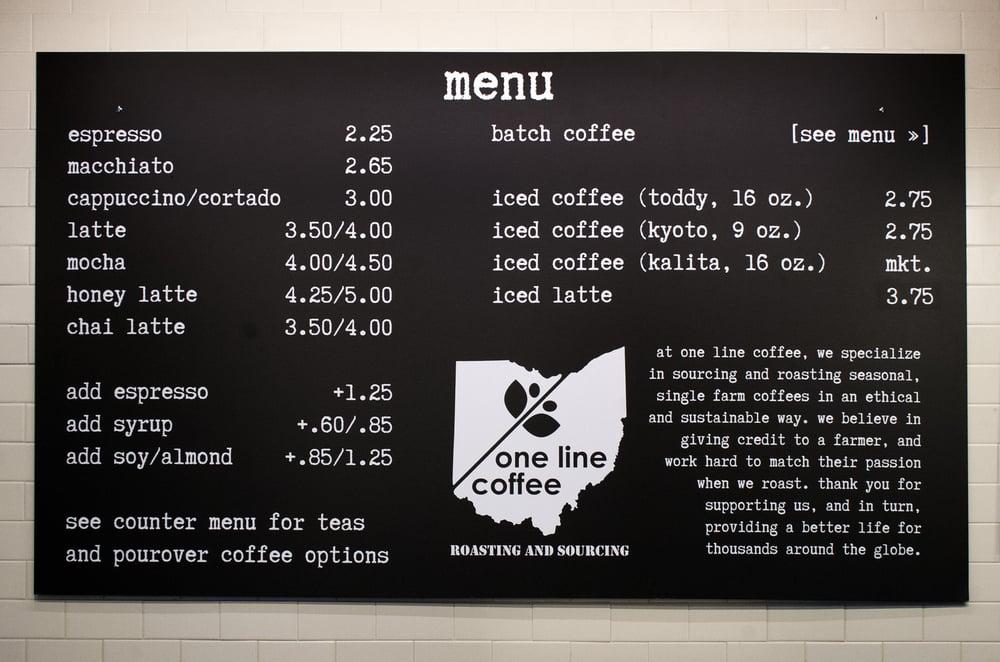 menu
espresso 2.25
macchiato 2.65
cappuccino/cortado 3.00
latte 3.50/4.00
mocha 4.00/4.50
honey latte 4.25/5.00
chai latte 3.50/4.00
add espresso +1.25
add syrup +.60/.85
add soy/almond +.85/1.25
see counter menu for teas
and pourover coffee options
batch coffee [see menu »]
iced coffee (toddy, 16 oz.) 2.75
iced coffee (kyoto, 9 oz.) 2.75
iced coffee (kalita, 16 oz.) mkt.
iced latte 3.75
one line
coffee
ROASTING AND SOURCING
at one line coffee, we specialize
in sourcing and roasting seasonal,
single farm coffees in an ethical
and sustainable way. we believe in
giving credit to a farmer, and
work hard to match their passion
when we roast. thank you for
supporting us, and in turn,
providing a better life for
thousands around the globe.